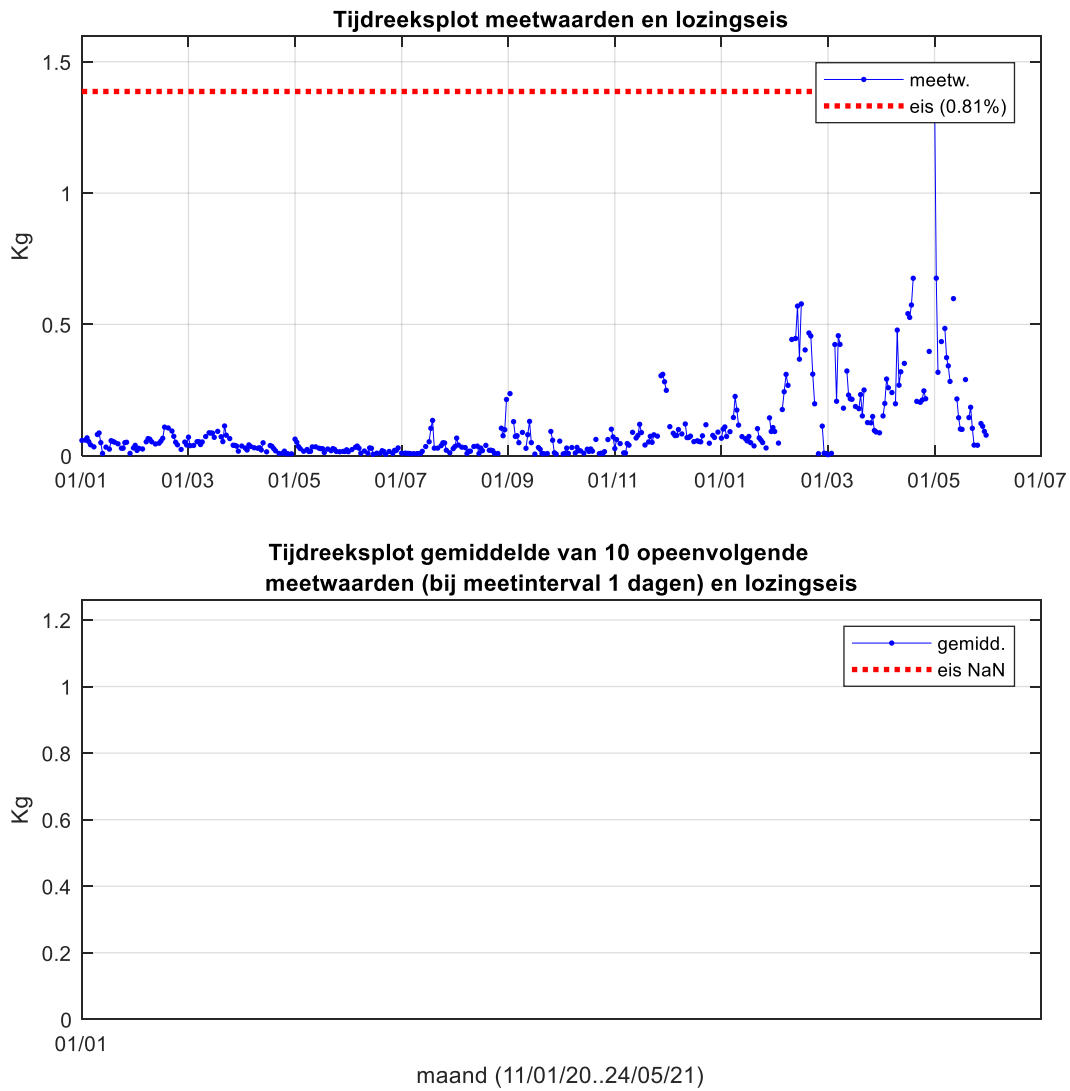 Tijdreeksplot meetwaarden en lozingseis
1.5
1
0.5
0
Kg
meetw.
eis (0.81%)
01/01 01/03 01/05 01/07 01/09 01/11 01/01 01/03 01/05 01/07
Tijdreeksplot gemiddelde van 10 opeenvolgende
meetwaarden (bij meetinterval 1 dagen) en lozingseis
1.2
1
0.8
0.6
0.4
0.2
0
Kg
gemidd.
eis NaN
01/01
maand (11/01/20..24/05/21)